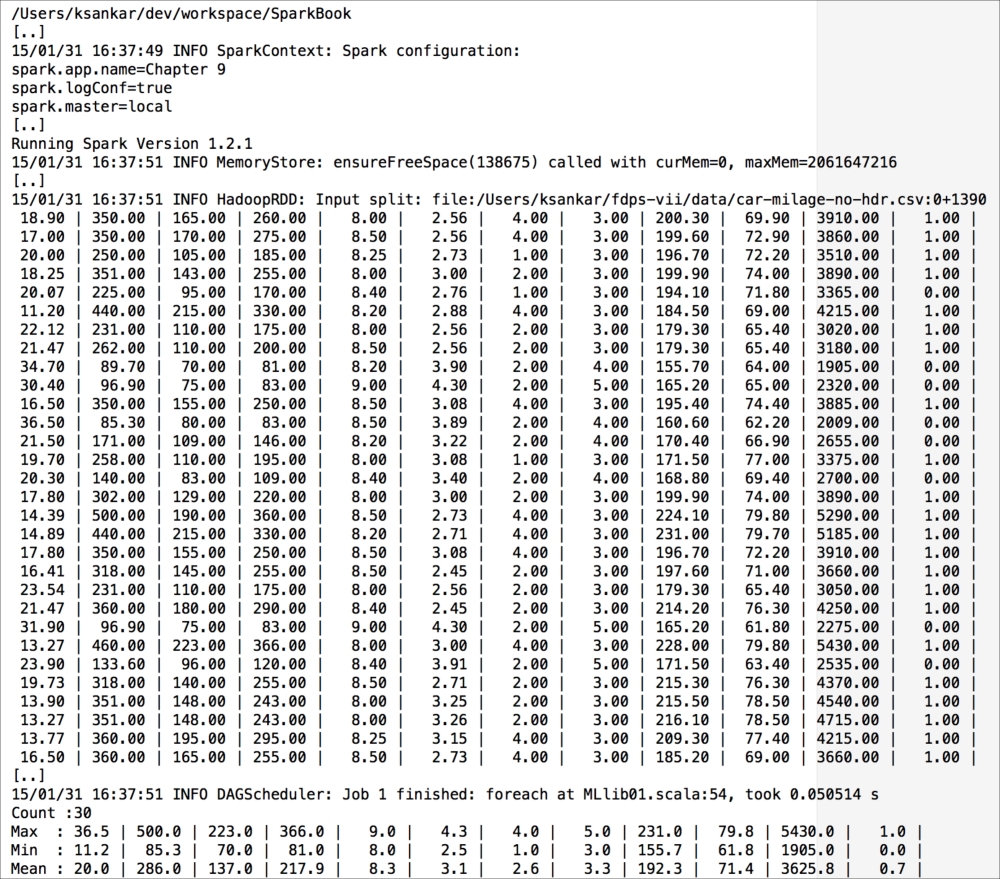 /Users/ksankar/dev/workspace/SparkBook
[..]
15/01/31 16:37:49 INFO SparkContext: Spark configuration:
spark.app.name=Chapter 9
spark.logConf=true
spark.master=local
[..]
Running Spark Version 1.2.1
15/01/31 16:37:51 INFO MemoryStore: ensureFreeSpace(138675) called with curMem=0, maxMem=2061647216
[..]
15/01/31 16:37:51 INFO HadoopRDD: Input split: file:/Users/ksankar/fdps-vii/data/car-milage-no-hdr.csv:0+1390
18.90 | 350.00 | 165.00 | 260.00 | 8.00 | 2.56 | 4.00 | 3.00 | 200.30 | 69.90 | 3910.00 | 1.00 |
17.00 | 350.00 | 170.00 | 275.00 | 8.50 | 2.56 | 4.00 | 3.00 | 199.60 | 72.90 | 3860.00 | 1.00 |
20.00 | 250.00 | 105.00 | 185.00 | 8.25 | 2.73 | 1.00 | 3.00 | 196.70 | 72.20 | 3510.00 | 1.00 |
18.25 | 351.00 | 143.00 | 255.00 | 8.00 | 3.00 | 2.00 | 3.00 | 199.90 | 74.00 | 3890.00 | 1.00 |
20.07 | 225.00 | 95.00 | 170.00 | 8.40 | 2.76 | 1.00 | 3.00 | 194.10 | 71.80 | 3365.00 | 0.00 |
11.20 | 440.00 | 215.00 | 330.00 | 8.20 | 2.88 | 4.00 | 3.00 | 184.50 | 69.00 | 4215.00 | 1.00 |
22.12 | 231.00 | 110.00 | 175.00 | 8.00 | 2.56 | 2.00 | 3.00 | 179.30 | 65.40 | 3020.00 | 1.00 |
21.47 | 262.00 | 110.00 | 200.00 | 8.50 | 2.56 | 2.00 | 3.00 | 179.30 | 65.40 | 3180.00 | 1.00 |
34.70 | 89.70 | 70.00 | 81.00 | 8.20 | 3.90 | 2.00 | 4.00 | 155.70 | 64.00 | 1905.00 | 0.00 |
30.40 | 96.90 | 75.00 | 83.00 | 9.00 | 4.30 | 2.00 | 5.00 | 165.20 | 65.00 | 2320.00 | 0.00 |
16.50 | 350.00 | 155.00 | 250.00 | 8.50 | 3.08 | 4.00 | 3.00 | 195.40 | 74.40 | 3885.00 | 1.00 |
36.50 | 85.30 | 80.00 | 83.00 | 8.50 | 3.89 | 2.00 | 4.00 | 160.60 | 62.20 | 2009.00 | 0.00 |
21.50 | 171.00 | 109.00 | 146.00 | 8.20 | 3.22 | 2.00 | 4.00 | 170.40 | 66.90 | 2655.00 | 0.00 |
19.70 | 258.00 | 110.00 | 195.00 | 8.00 | 3.08 | 1.00 | 3.00 | 171.50 | 77.00 | 3375.00 | 1.00 |
20.30 | 140.00 | 83.00 | 109.00 | 8.40 | 3.40 | 2.00 | 4.00 | 168.80 | 69.40 | 2700.00 | 0.00 |
17.80 | 302.00 | 129.00 | 220.00 | 8.00 | 3.00 | 2.00 | 3.00 | 199.90 | 74.00 | 3890.00 | 1.00 |
14.39 | 500.00 | 190.00 | 360.00 | 8.50 | 2.73 | 4.00 | 3.00 | 224.10 | 79.80 | 5290.00 | 1.00 |
14.89 | 440.00 | 215.00 | 330.00 | 8.20 | 2.71 | 4.00 | 3.00 | 231.00 | 79.70 | 5185.00 | 1.00 |
17.80 | 350.00 | 155.00 | 250.00 | 8.50 | 3.08 | 4.00 | 3.00 | 196.70 | 72.20 | 3910.00 | 1.00 |
16.41 | 318.00 | 145.00 | 255.00 | 8.50 | 2.45 | 2.00 | 3.00 | 197.60 | 71.00 | 3660.00 | 1.00 |
23.54 | 231.00 | 110.00 | 175.00 | 8.00 | 2.56 | 2.00 | 3.00 | 179.30 | 65.40 | 3050.00 | 1.00 |
21.47 | 360.00 | 180.00 | 290.00 | 8.40 | 2.45 | 2.00 | 3.00 | 214.20 | 76.30 | 4250.00 | 1.00 |
31.90 | 96.90 | 75.00 | 83.00 | 9.00 | 4.30 | 2.00 | 5.00 | 165.20 | 61.80 | 2275.00 | 0.00 |
13.27 | 460.00 | 223.00 | 366.00 | 8.00 | 3.00 | 4.00 | 3.00 | 228.00 | 79.80 | 5430.00 | 1.00 |
23.90 | 133.60 | 96.00 | 120.00 | 8.40 | 3.91 | 2.00 | 5.00 | 171.50 | 63.40 | 2535.00 | 0.00 |
19.73 | 318.00 | 140.00 | 255.00 | 8.50 | 2.71 | 2.00 | 3.00 | 215.30 | 76.30 | 4370.00 | 1.00 |
13.90 | 351.00 | 148.00 | 243.00 | 8.00 | 3.25 | 2.00 | 3.00 | 215.50 | 78.50 | 4540.00 | 1.00 |
13.27 | 351.00 | 148.00 | 243.00 | 8.00 | 3.26 | 2.00 | 3.00 | 216.10 | 78.50 | 4715.00 | 1.00 |
13.77 | 360.00 | 195.00 | 295.00 | 8.25 | 3.15 | 4.00 | 3.00 | 209.30 | 77.40 | 4215.00 | 1.00 |
16.50 | 360.00 | 165.00 | 255.00 | 8.50 | 2.73 | 4.00 | 3.00 | 185.20 | 69.00 | 3660.00 | 1.00 |
[..]
15/01/31 16:37:51 INFO DAGScheduler: Job 1 finished: foreach at MLlib01.scala:54, took 0.050514 s
Count :30
Max : 36.5 | 500.0 | 223.0 | 366.0 | 9.0 | 4.3 | 4.0 | 5.0 | 231.0 | 79.8 | 5430.0 | 1.0 |
Min : 11.2 | 85.3 | 70.0 | 81.0 | 8.0 | 2.5 | 1.0 | 3.0 | 155.7 | 61.8 | 1905.0 | 0.0 |
Mean : 20.0 | 286.0 | 137.0 | 217.9 | 8.3 | 3.1 | 2.6 | 3.3 | 192.3 | 71.4 | 3625.8 | 0.7 |